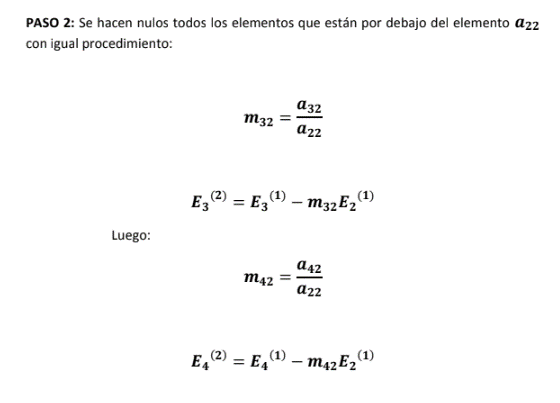 PASO 2: Se hacen nulos todos los elementos que están por debajo del elemento a₂₂
con igual procedimiento:
m₃₂ = a₃₂/a₂₂
E₃⁽²⁾ = E₃⁽¹⁾ − m₃₂E₂⁽¹⁾
Luego:
m₄₂ = a₄₂/a₂₂
E₄⁽²⁾ = E₄⁽¹⁾ − m₄₂E₂⁽¹⁾